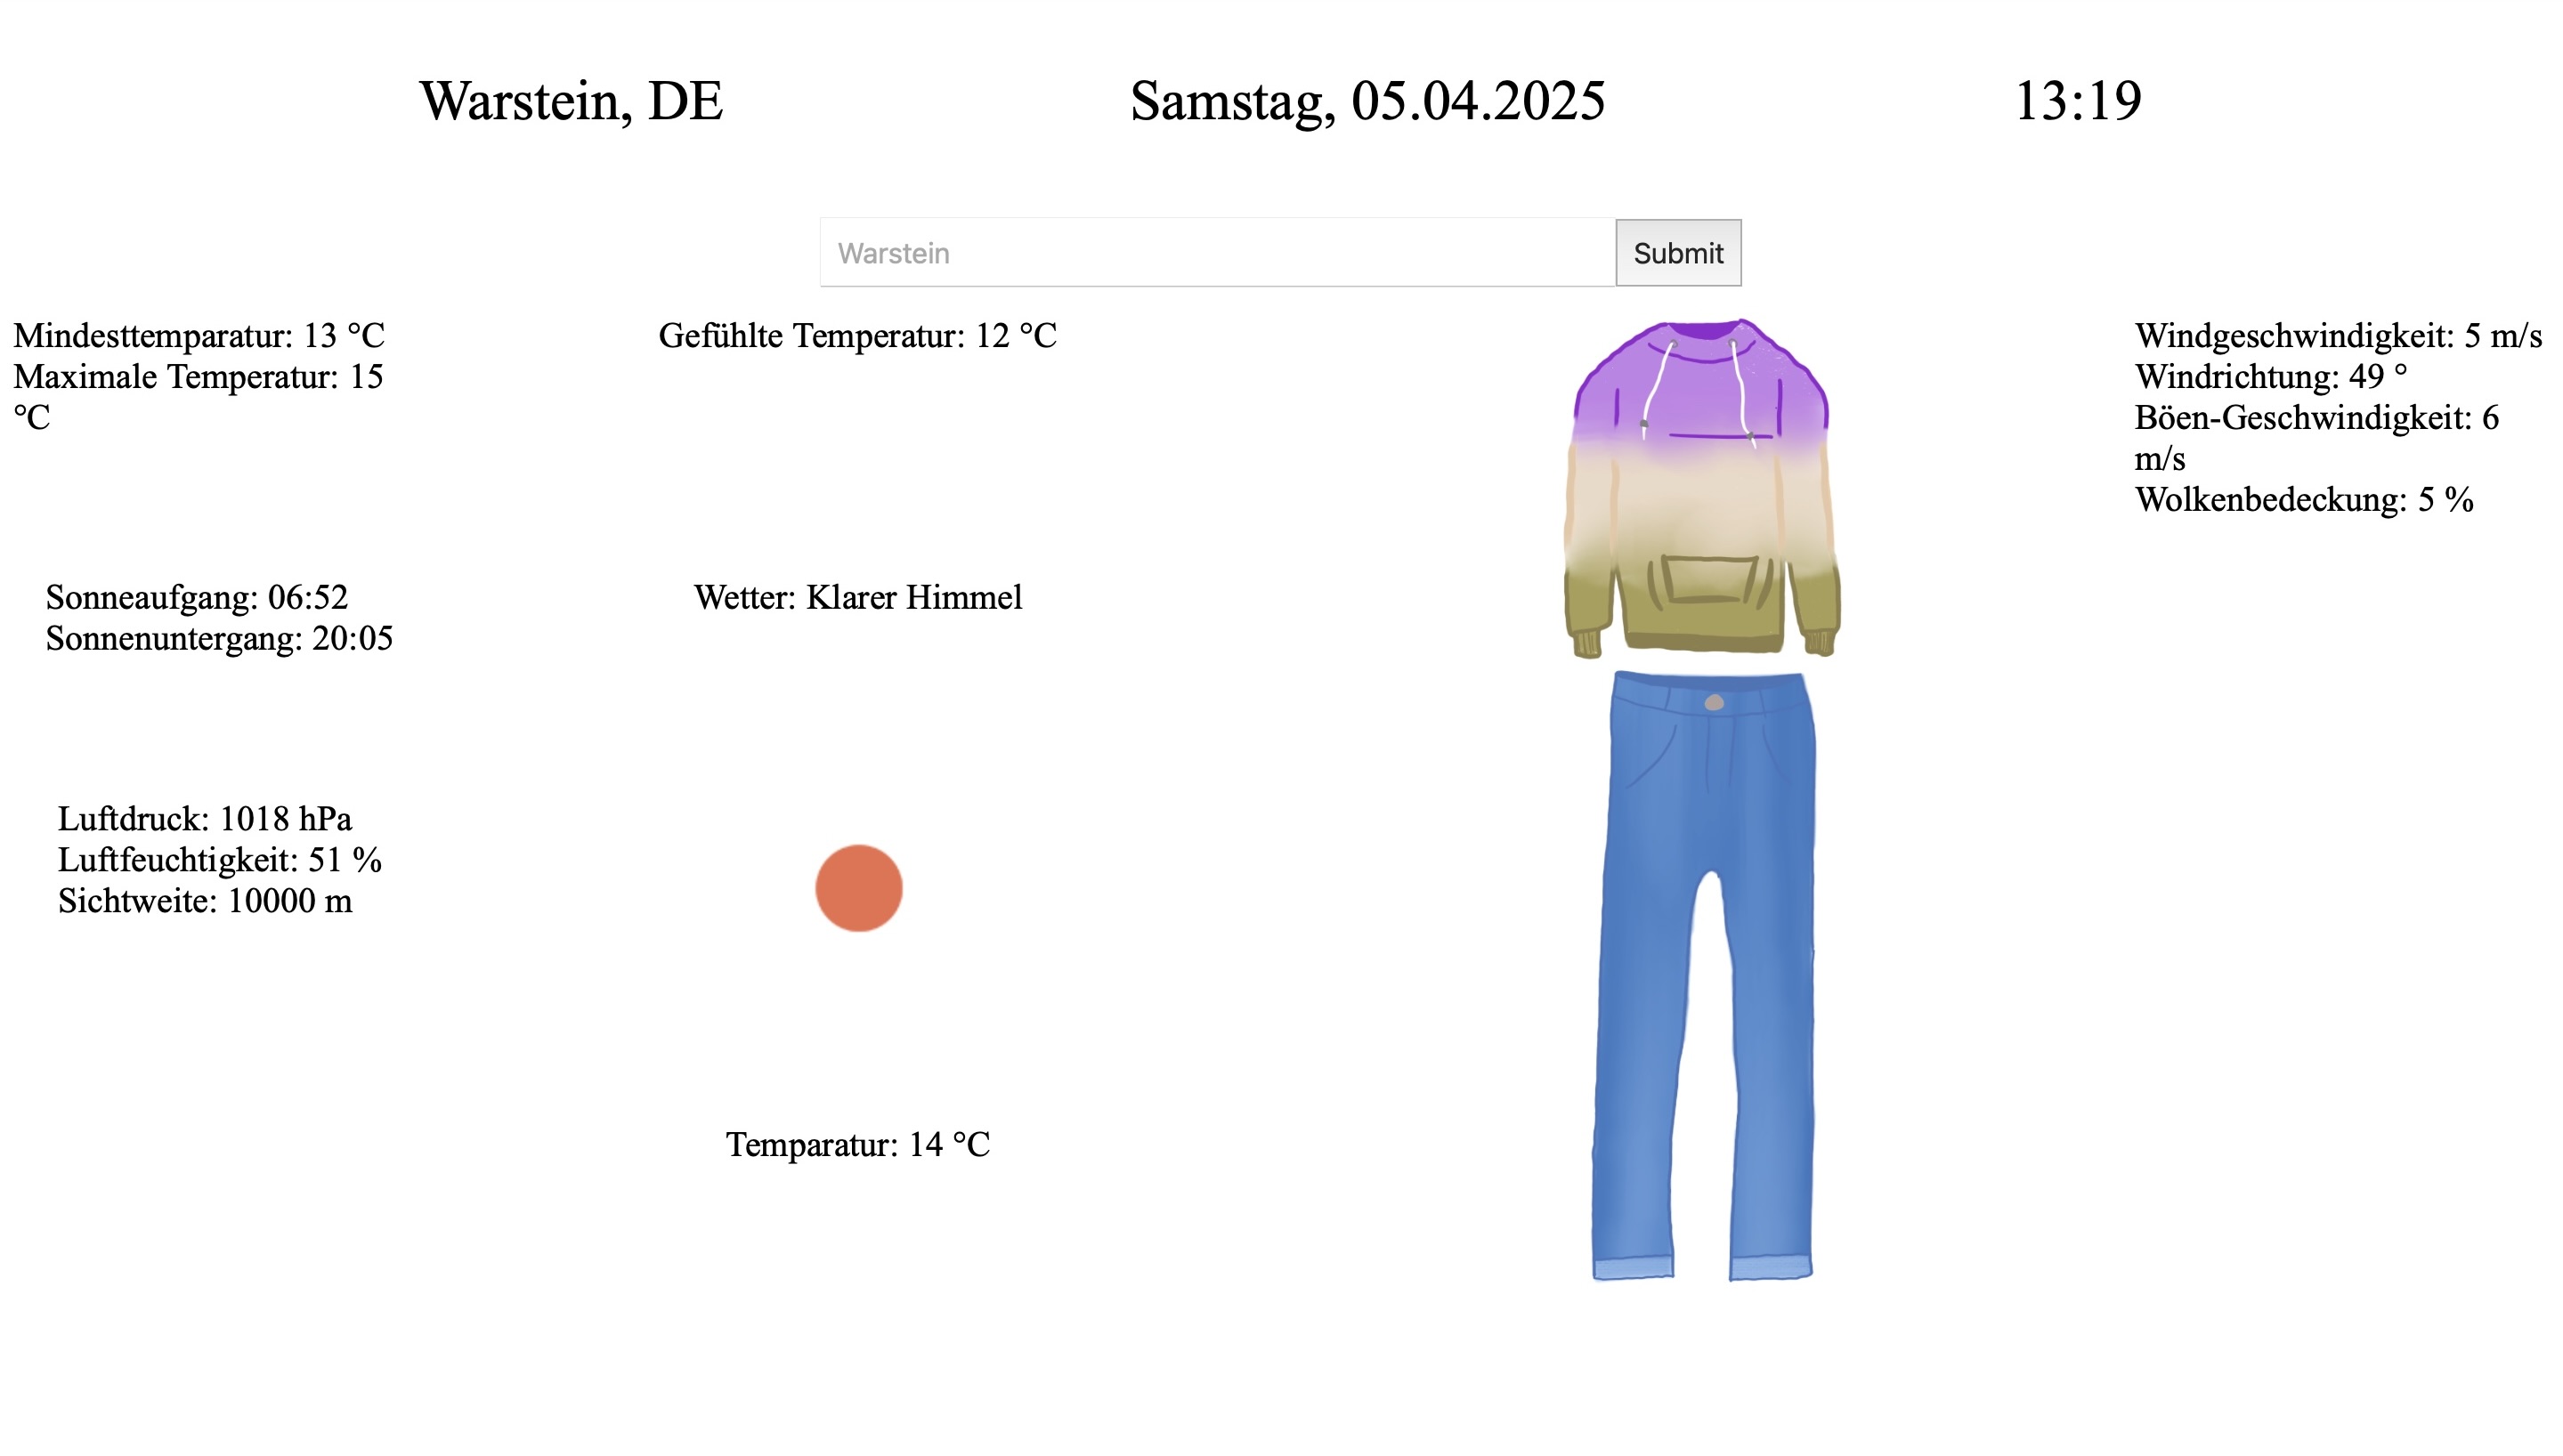 Warstein, DE
Samstag, 05.04.2025
13:19
Warstein
Submit
Mindesttemparatur: 13 °C
Maximale Temperatur: 15
°C
Gefühlte Temperatur: 12 °C
Windgeschwindigkeit: 5 m/s
Windrichtung: 49 °
Böen-Geschwindigkeit: 6
m/s
Wolkenbedeckung: 5 %
Sonneaufgang: 06:52
Sonnenuntergang: 20:05
Wetter: Klarer Himmel
Luftdruck: 1018 hPa
Luftfeuchtigkeit: 51 %
Sichtweite: 10000 m
Temparatur: 14 °C